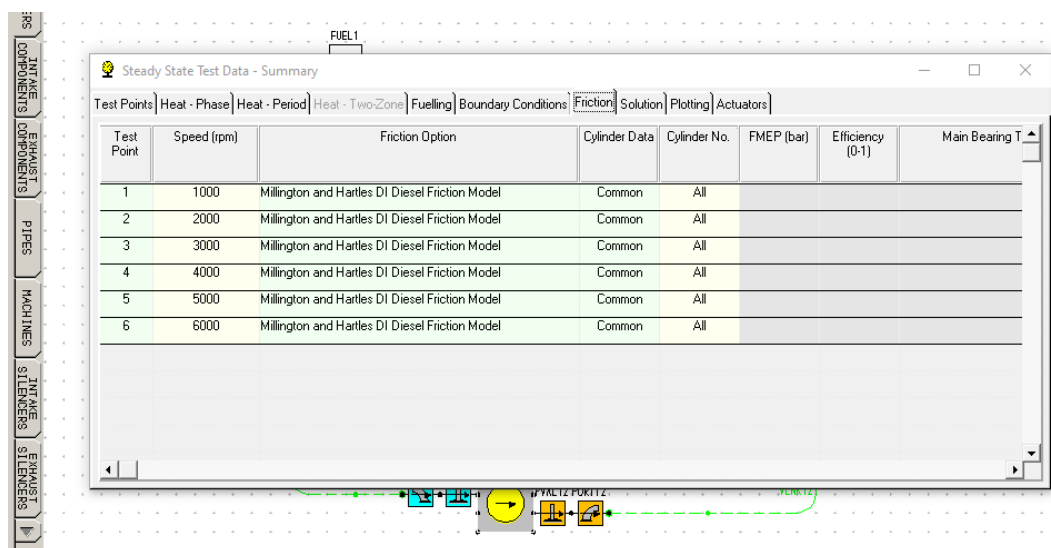 FUEL1
ERS
INTAKE COMPONENTS
EXHAUST COMPONENTS
PIPES
MACHINES
INTAKE SILENCERS
EXHAUST SILENCERS
Steady State Test Data - Summary
Test Points Heat - Phase Heat - Period Heat - Two-Zone Fuelling Boundary Conditions Friction Solution Plotting Actuators
Test Point Speed (rpm) Friction Option Cylinder Data Cylinder No. FMEP (bar) Efficiency (0-1) Main Bearing T
1 1000 Millington and Hartles DI Diesel Friction Model Common All
2 2000 Millington and Hartles DI Diesel Friction Model Common All
3 3000 Millington and Hartles DI Diesel Friction Model Common All
4 4000 Millington and Hartles DI Diesel Friction Model Common All
5 5000 Millington and Hartles DI Diesel Friction Model Common All
6 6000 Millington and Hartles DI Diesel Friction Model Common All